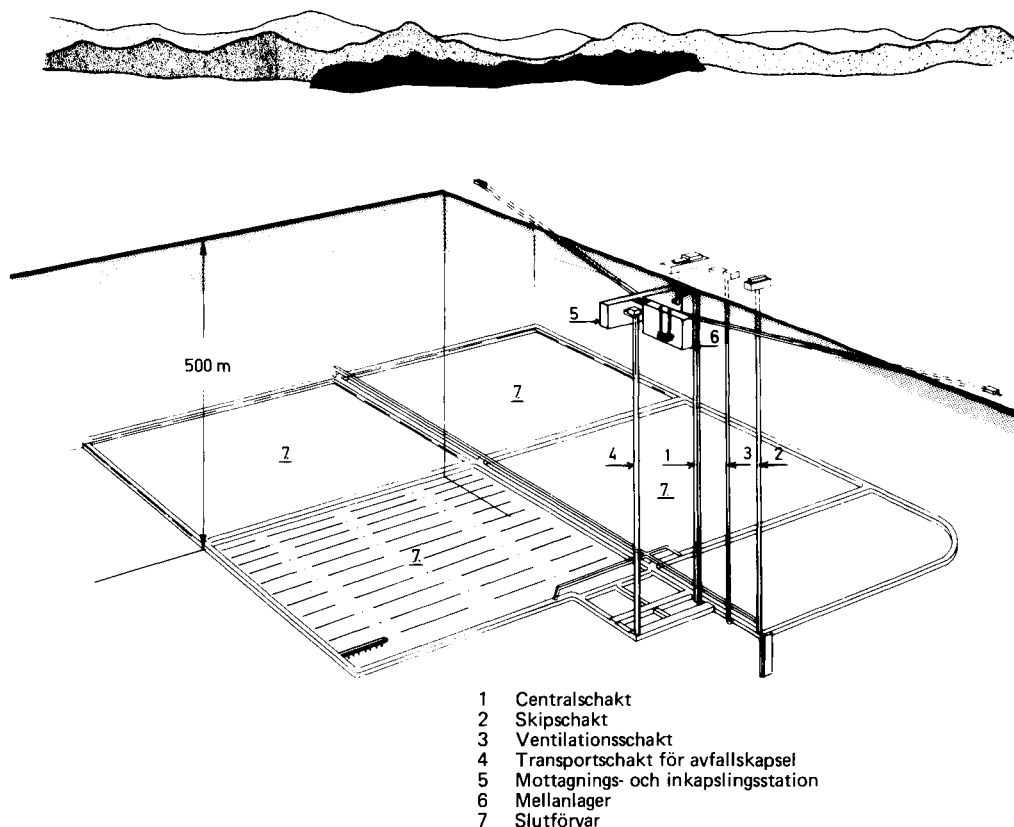 5
6
500 m
7
7
4
1
3
2
7
7
1 Centralschakt
2 Skipschakt
3 Ventilationsschakt
4 Transportschakt för avfallskapsel
5 Mottagnings- och inkapslingsstation
6 Mellanlager
7 Slutförvar